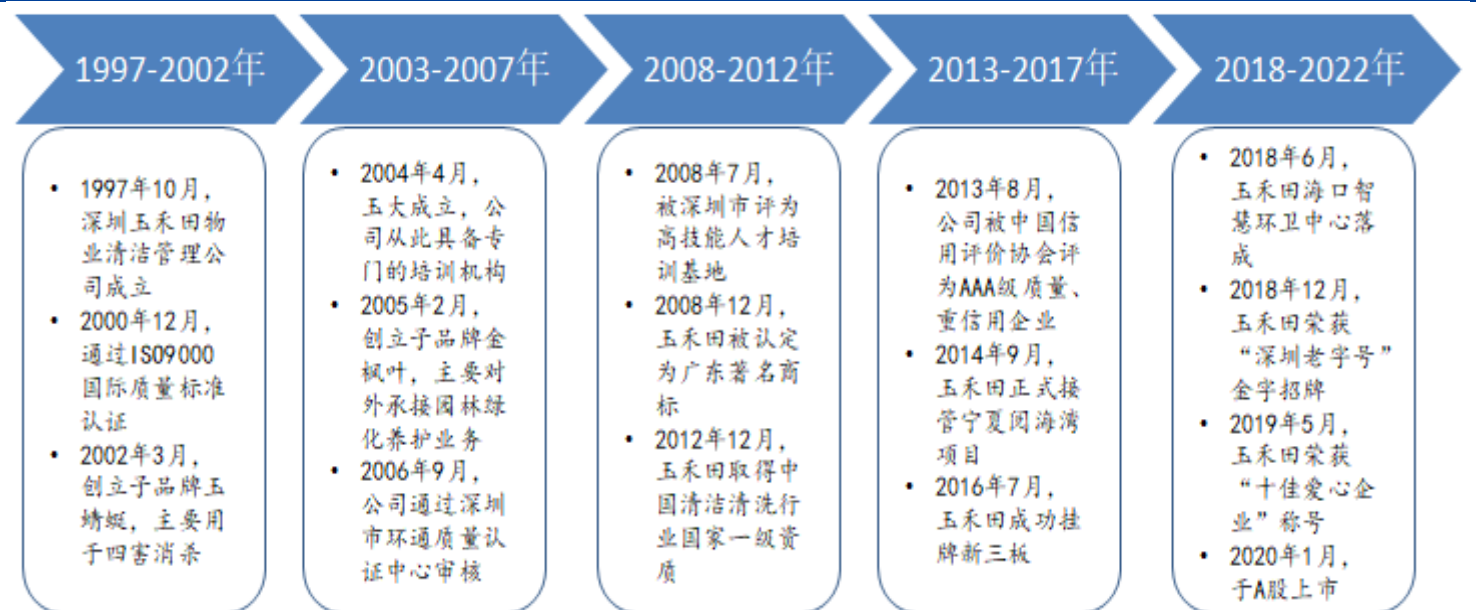 1997-2002年
2003-2007年
2008-2012年
2013-2017年
2018-2022年
• 1997年10月，
深圳玉禾田物
业清洁管理公
司成立
• 2000年12月，
通过ISO9000
国际质量标准
认证
• 2002年3月，
创立子品牌玉
蜻蜓，主要用
于四害消杀
• 2004年4月，
玉大成立，公
司从此具备专
门的培训机构
• 2005年2月，
创立子品牌金
枫叶，主要对
外承接园林绿
化养护业务
• 2006年9月，
公司通过深圳
市环通质量认
证中心审核
• 2008年7月，
被深圳市评为
高技能人才培
训基地
• 2008年12月，
玉禾田被认定
为广东著名商
标
• 2012年12月，
玉禾田取得中
国清洁清洗行
业国家一级资
质
• 2013年8月，
公司被中国信
用评价协会评
为AAA级质量、
重信用企业
• 2014年9月，
玉禾田正式接
管宁夏阅海湾
项目
• 2016年7月，
玉禾田成功挂
牌新三板
• 2018年6月，
玉禾田海口智
慧环卫中心落
成
• 2018年12月，
玉禾田荣获
“深圳老字号”
金字招牌
• 2019年5月，
玉禾田荣获
“十佳爱心企
业”称号
• 2020年1月，
于A股上市